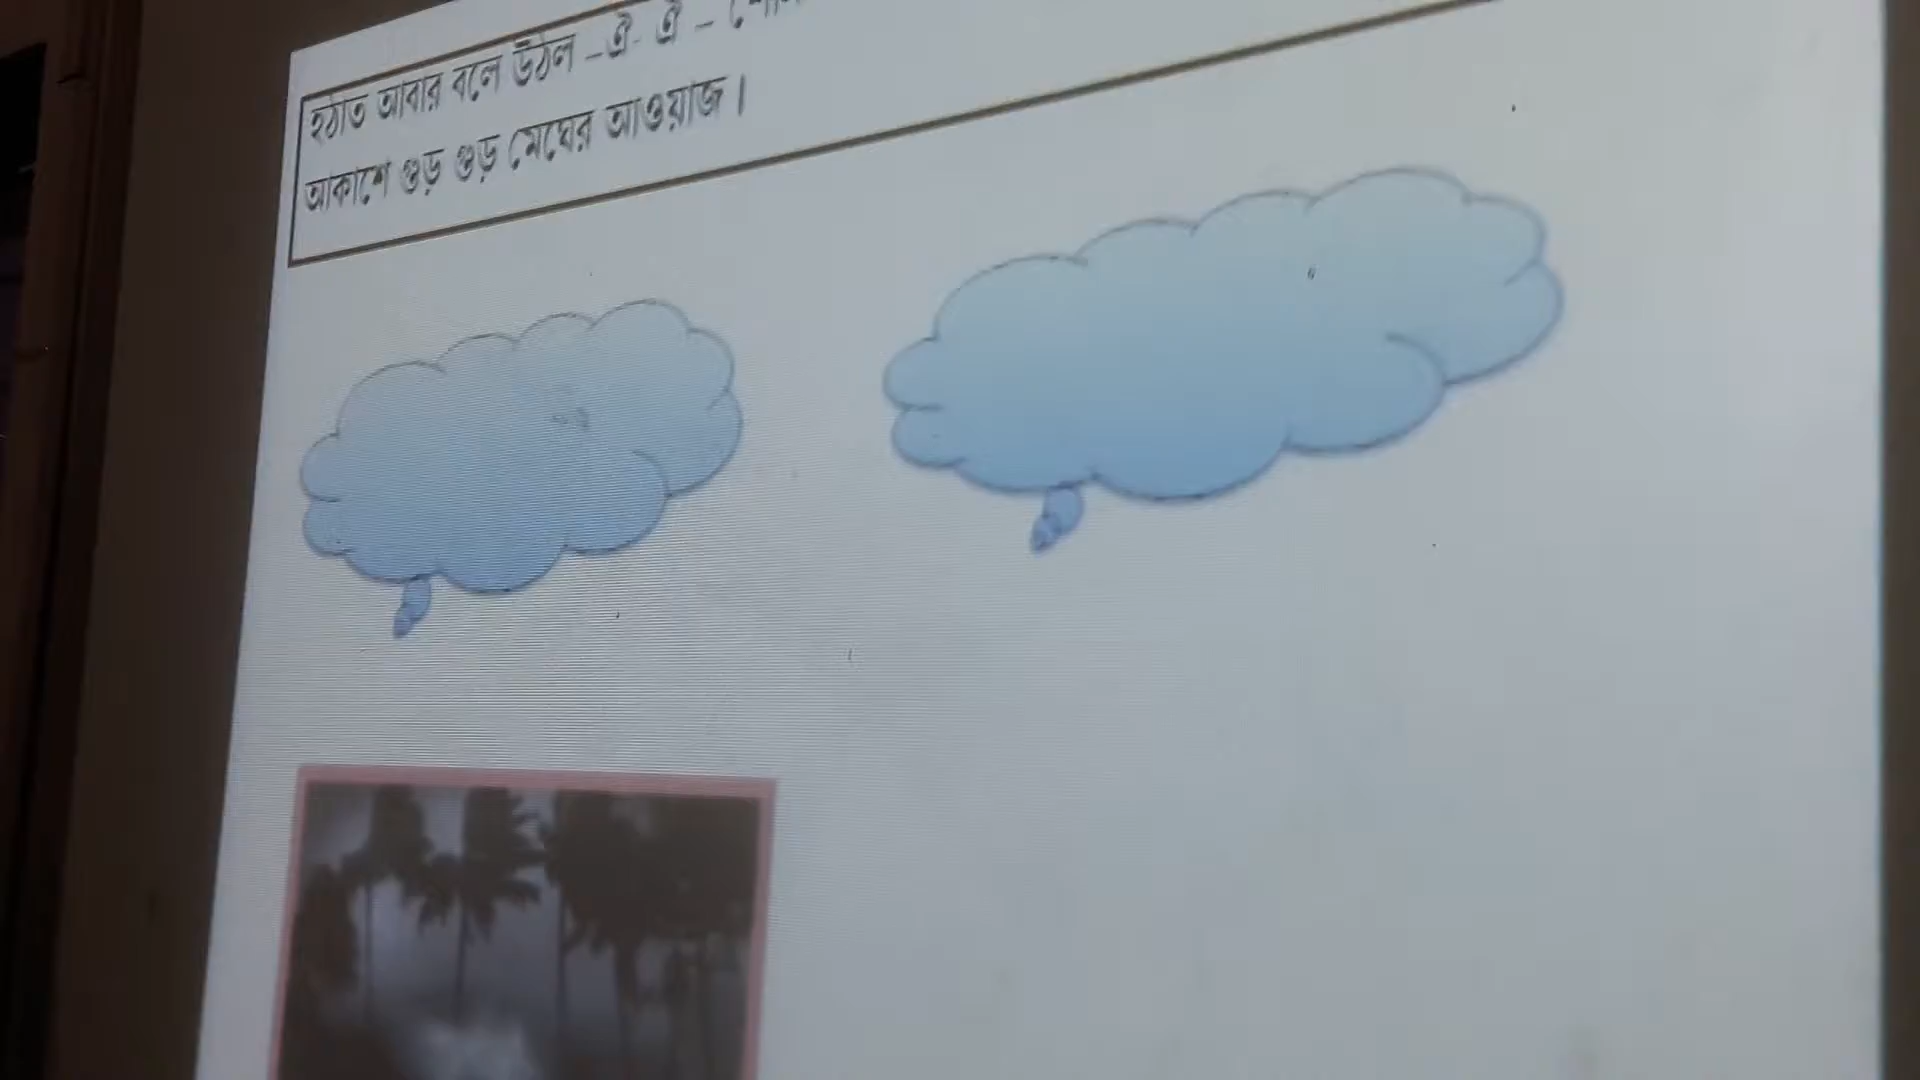 হঠাত আবার বলে উঠল –ঐ- ঐ –
আকাশে গুড় গুড় মেঘের আওয়াজ।